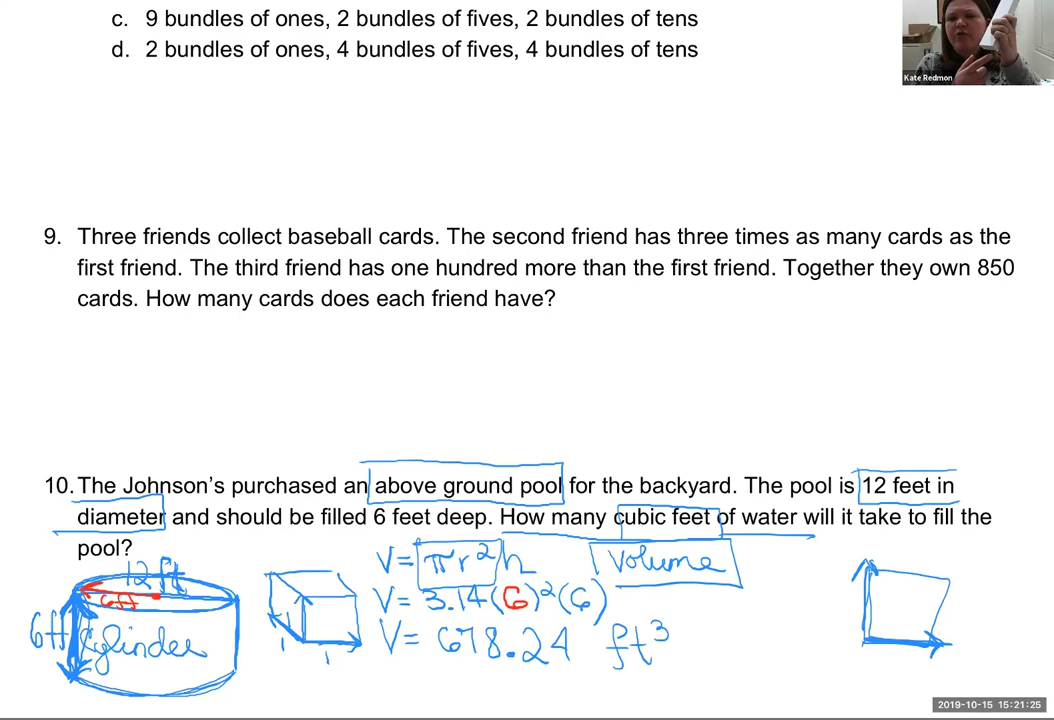 c. 9 bundles of ones, 2 bundles of fives, 2 bundles of tens
d. 2 bundles of ones, 4 bundles of fives, 4 bundles of tens
Kate Redmon
9. Three friends collect baseball cards. The second friend has three times as many cards as the
first friend. The third friend has one hundred more than the first friend. Together they own 850
cards. How many cards does each friend have?
10. The Johnson's purchased an above ground pool for the backyard. The pool is 12 feet in
diameter and should be filled 6 feet deep. How many cubic feet of water will it take to fill the
pool?
V=πr²h
Volume
12 ft
6ft
V= 3.14(6)²(6)
6ft
Cylinder
V= 678.24 ft³
1 1
2019-10-15 15:21:25